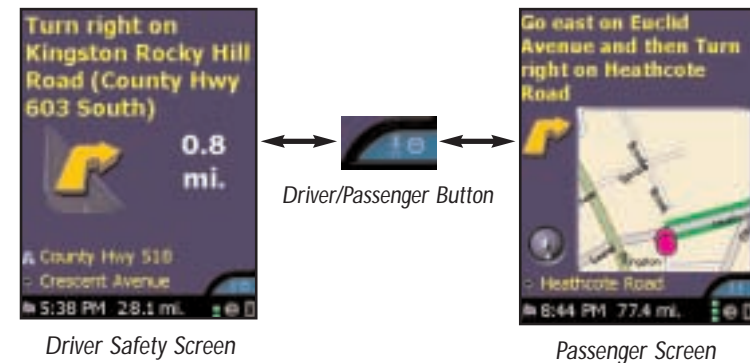 Turn right on
Kingston Rocky Hill
Road (County Hwy
603 South)
0.8
mi.
County Hwy 518
Crescent Avenue
5:38 PM 28.1 mi.
Driver Safety Screen
Driver/Passenger Button
Go east on Euclid
Avenue and then Turn
right on Heathcote
Road
Heathcote Road
8:44 PM 77.4 mi.
Passenger Screen